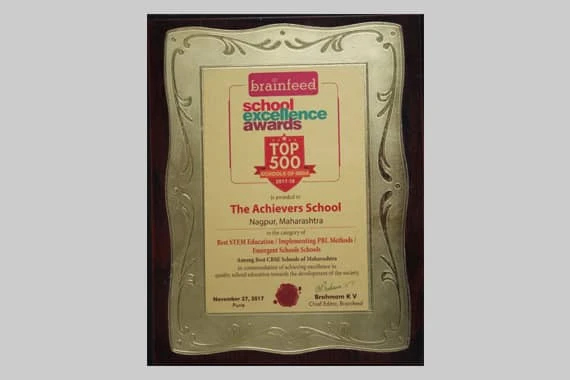 brainfeed
school
excellence
awards
TOP
500
SCHOOLS OF INDIA
2017-18
Is awarded to
The Achievers School
Nagpur, Maharashtra
in the category of
Best STEM Education / Implementing PBL Methods /
Emergent Schools Schools
Among Best CBSE Schools of Maharashtra
in commendation of achieving excellence in
quality school education towards the development of the society.
November 27, 2017
Pune
Brahmam K V
Chief Editor, Brainfeed